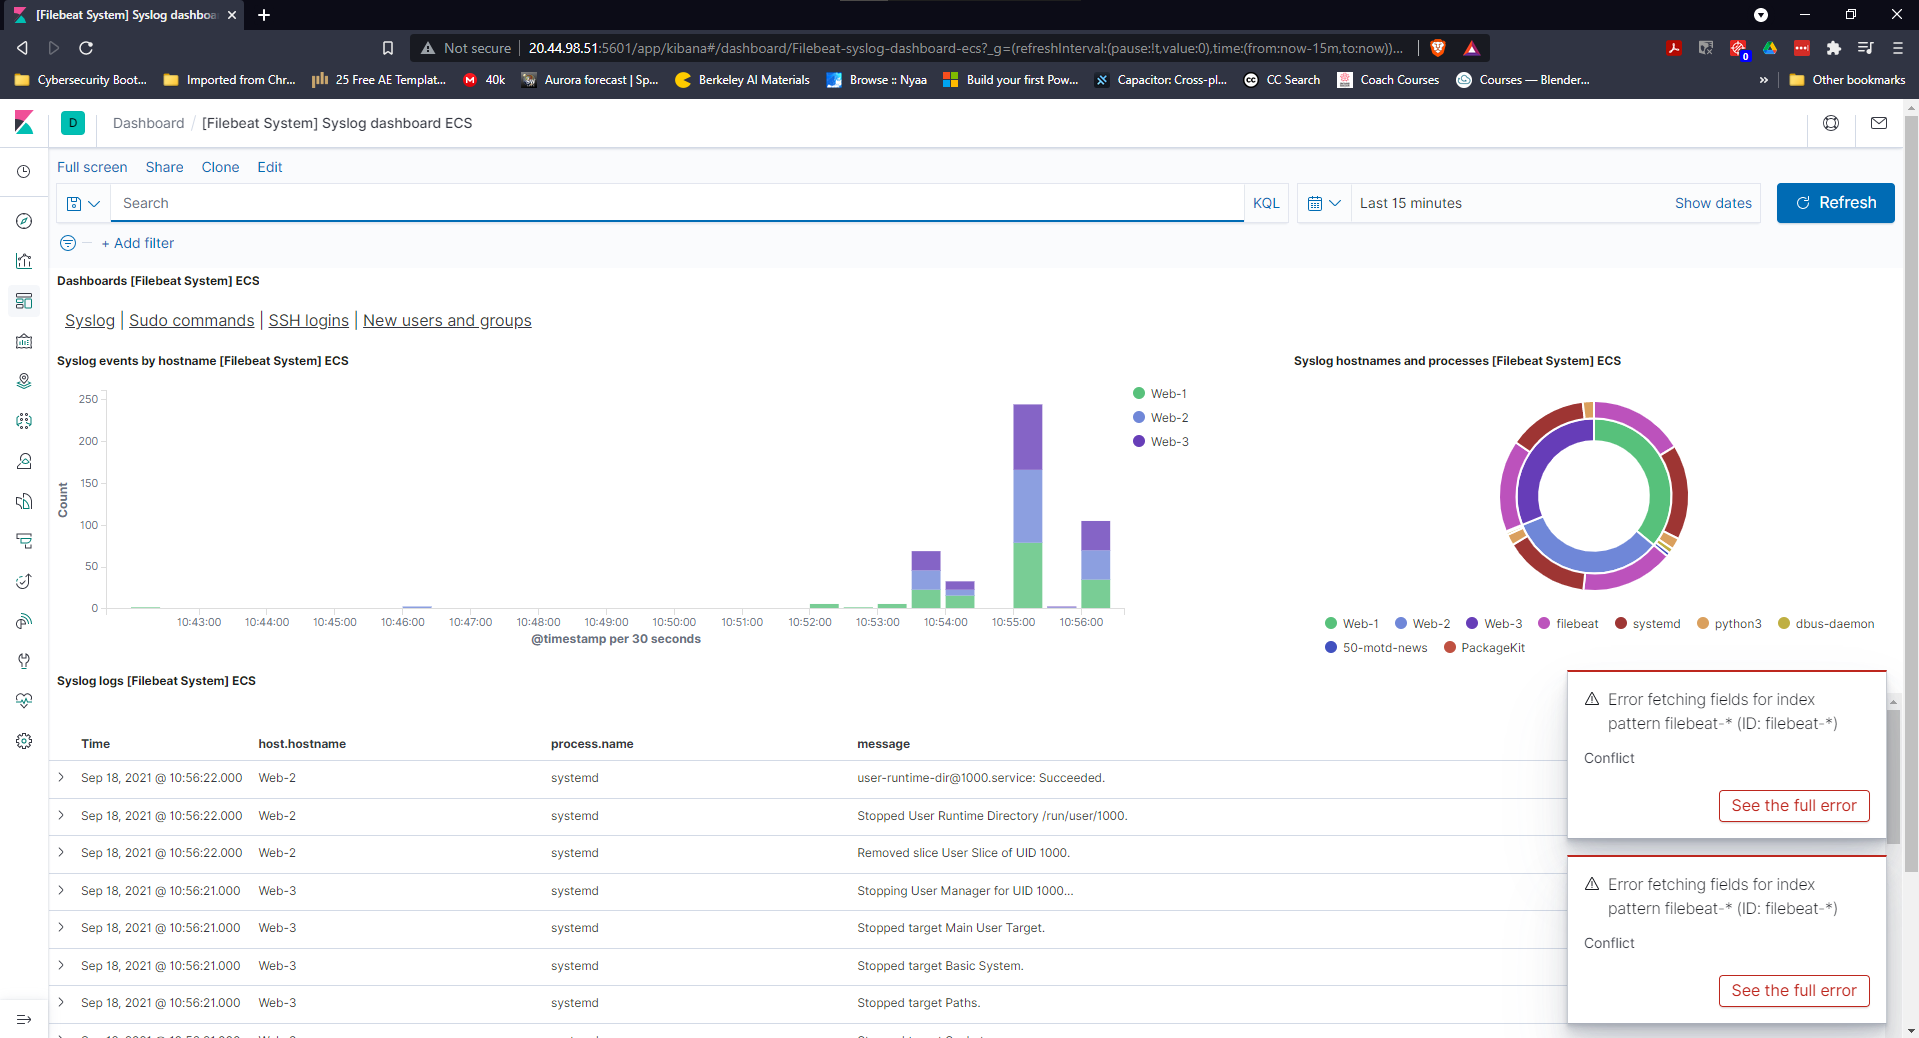 [Filebeat System] Syslog dashboa
Not secure 20.44.98.51:5601/app/kibana#/dashboard/Filebeat-syslog-dashboard-ecs?_g=(refreshInterval:(pause:!t,value:0),time:(from:now-15m,to:now))...
0
Cybersecurity Boot... Imported from Chr... 25 Free AE Templat... 40k Aurora forecast | Sp... Berkeley AI Materials Browse :: Nyaa Build your first Pow... Capacitor: Cross-pl... CC Search Coach Courses Courses — Blender... » Other bookmarks
D Dashboard / [Filebeat System] Syslog dashboard ECS
Full screen Share Clone Edit
Search KQL Last 15 minutes Show dates Refresh
+ Add filter
Dashboards [Filebeat System] ECS
Syslog | Sudo commands | SSH logins | New users and groups
Syslog events by hostname [Filebeat System] ECS
250
200
150
100
50
0
Count
10:43:00 10:44:00 10:45:00 10:46:00 10:47:00 10:48:00 10:49:00 10:50:00 10:51:00 10:52:00 10:53:00 10:54:00 10:55:00 10:56:00
@timestamp per 30 seconds
Web-1
Web-2
Web-3
Syslog hostnames and processes [Filebeat System] ECS
Web-1 Web-2 Web-3 filebeat systemd python3 dbus-daemon
50-motd-news PackageKit
Syslog logs [Filebeat System] ECS
Time host.hostname process.name message
Sep 18, 2021 @ 10:56:22.000 Web-2 systemd user-runtime-dir@1000.service: Succeeded.
Sep 18, 2021 @ 10:56:22.000 Web-2 systemd Stopped User Runtime Directory /run/user/1000.
Sep 18, 2021 @ 10:56:22.000 Web-2 systemd Removed slice User Slice of UID 1000.
Sep 18, 2021 @ 10:56:21.000 Web-3 systemd Stopping User Manager for UID 1000...
Sep 18, 2021 @ 10:56:21.000 Web-3 systemd Stopped target Main User Target.
Sep 18, 2021 @ 10:56:21.000 Web-3 systemd Stopped target Basic System.
Sep 18, 2021 @ 10:56:21.000 Web-3 systemd Stopped target Paths.
Error fetching fields for index
pattern filebeat-* (ID: filebeat-*)
Conflict
See the full error
Error fetching fields for index
pattern filebeat-* (ID: filebeat-*)
Conflict
See the full error